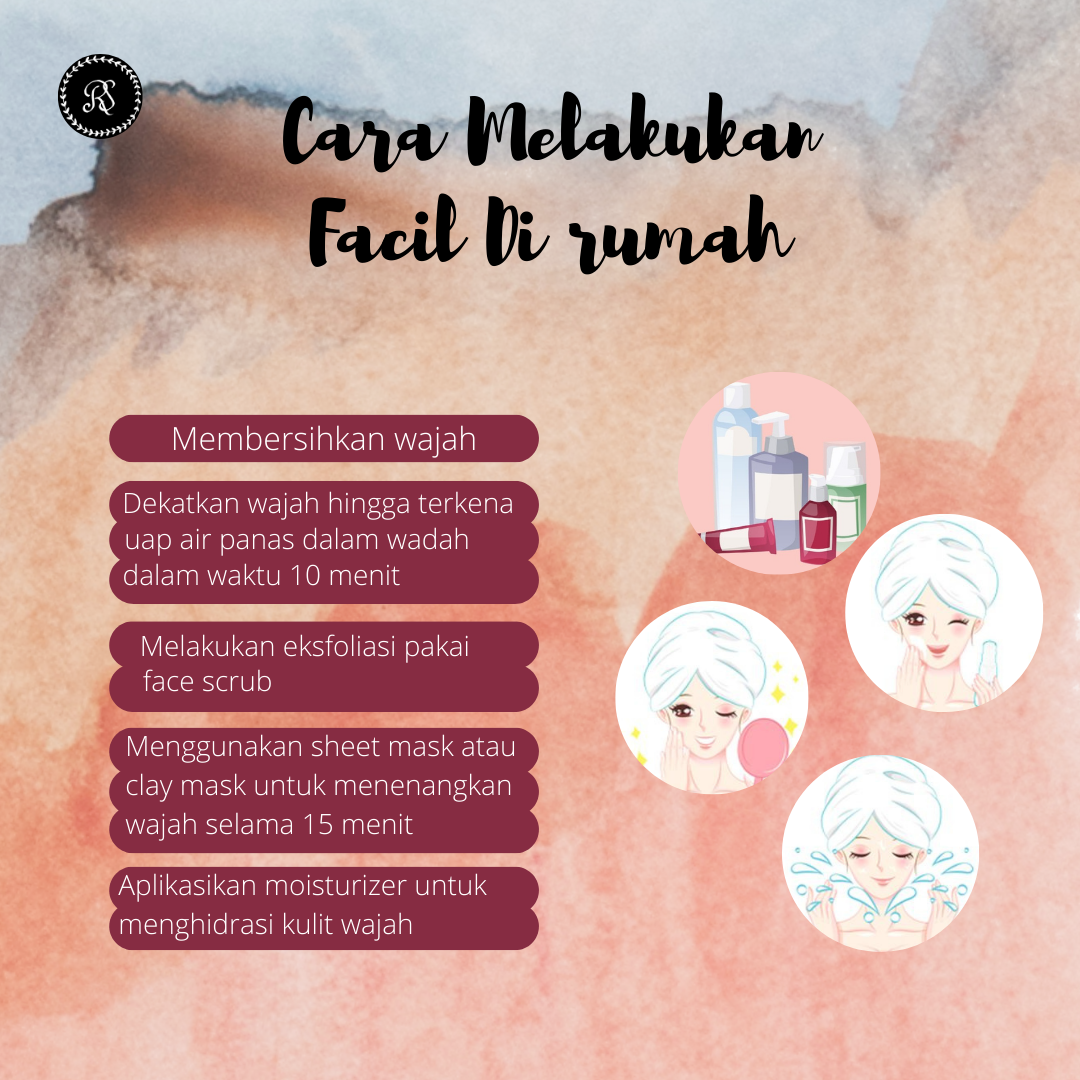 RS
Cara Melakukan
Facil Di rumah
Membersihkan wajah
Dekatkan wajah hingga terkena
uap air panas dalam wadah
dalam waktu 10 menit
Melakukan eksfoliasi pakai
face scrub
Menggunakan sheet mask atau
clay mask untuk menenangkan
wajah selama 15 menit
Aplikasikan moisturizer untuk
menghidrasi kulit wajah